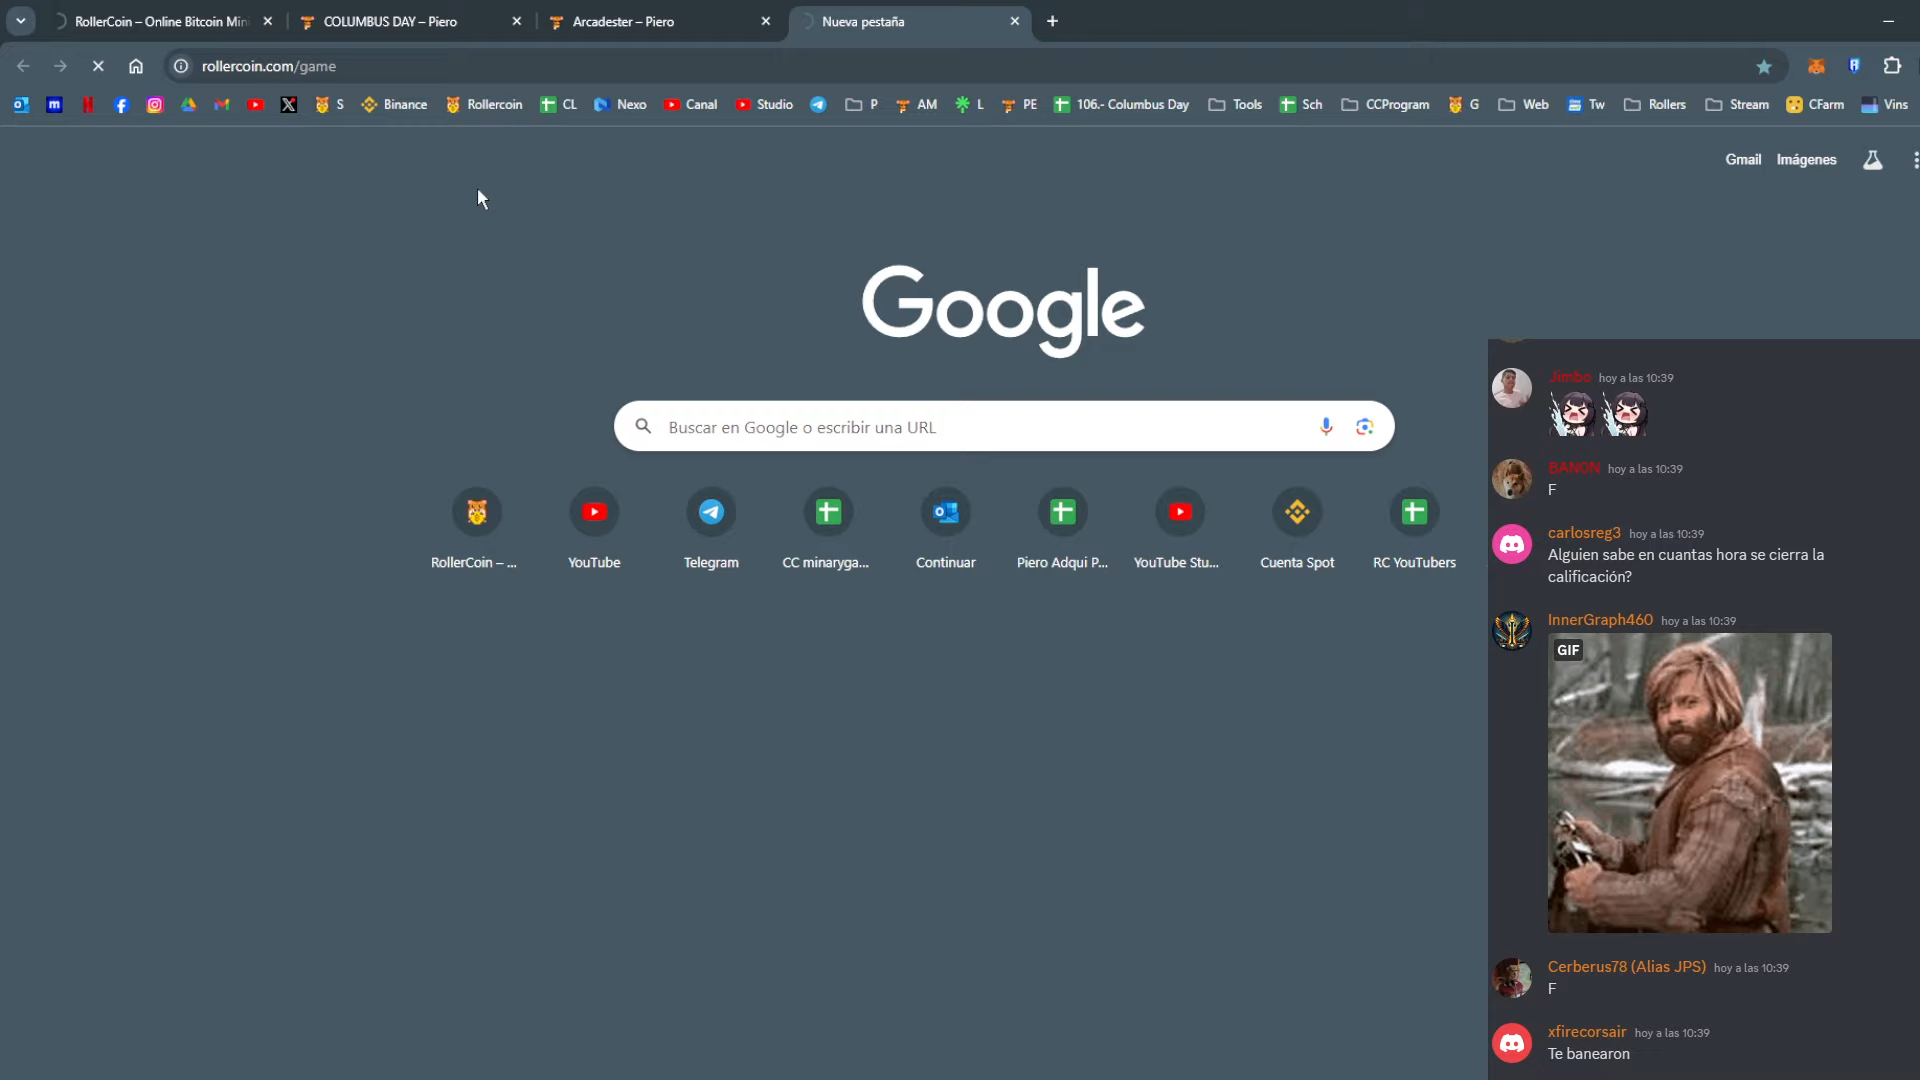 RollerCoin – Online Bitcoin Min
COLUMBUS DAY – Piero
Arcadester – Piero
Nueva pestaña
rollercoin.com/game
S
Binance
Rollercoin
CL
Nexo
Canal
Studio
P
AM
L
PE
106.- Columbus Day
Tools
Sch
CCProgram
G
Web
Tw
Rollers
Stream
CFarm
Vins
Gmail
Imágenes
Google
Buscar en Google o escribir una URL
RollerCoin – ...
YouTube
Telegram
CC minaryga...
Continuar
Piero Adqui P...
YouTube Stu...
Cuenta Spot
RC YouTubers
Jimbo hoy a las 10:39
BANON hoy a las 10:39
F
carlosreg3 hoy a las 10:39
Alguien sabe en cuantas hora se cierra la
calificación?
InnerGraph460 hoy a las 10:39
GIF
Cerberus78 (Alias JPS) hoy a las 10:39
F
xfirecorsair hoy a las 10:39
Te banearon